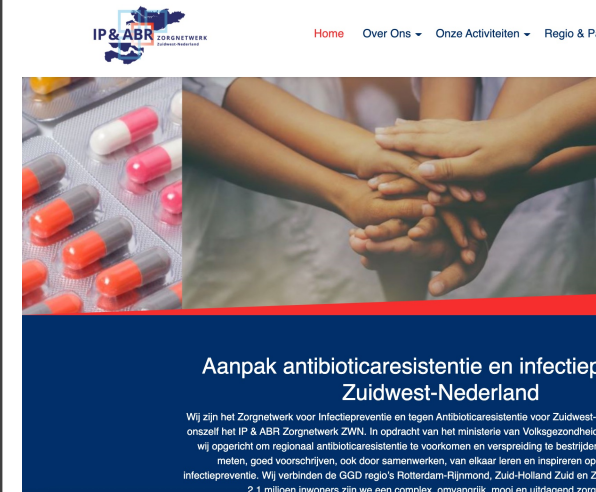 IP & ABR ZORGNETWERK
Zuidwest-Nederland
Home Over Ons Onze Activiteiten Regio & Pa
Aanpak antibioticaresistentie en infectiep
Zuidwest-Nederland
Wij zijn het Zorgnetwerk voor Infectiepreventie en tegen Antibioticaresistentie voor Zuidwest-
onszelf het IP & ABR Zorgnetwerk ZWN. In opdracht van het ministerie van Volksgezondheid
wij opgericht om regionaal antibioticaresistentie te voorkomen en verspreiding te bestrijden
meten, goed voorschrijven, ook door samenwerken, van elkaar leren en inspireren op
infectiepreventie. Wij verbinden de GGD regio's Rotterdam-Rijnmond, Zuid-Holland Zuid en Z
2,1 miljoen inwoners zijn we een complex, omvangrijk, mooi en uitdagend zorg